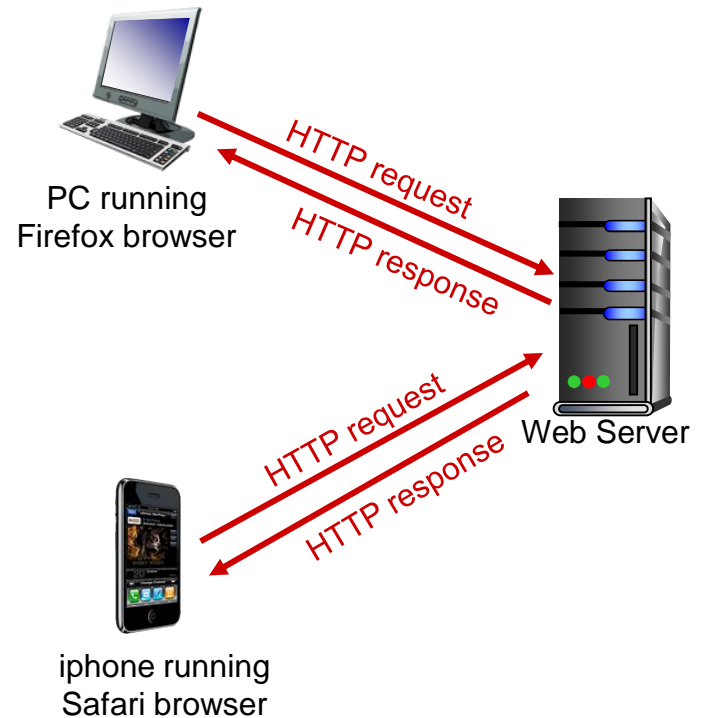 HTTP request
HTTP response
PC running
Firefox browser
Web Server
HTTP request
HTTP response
iphone running
Safari browser